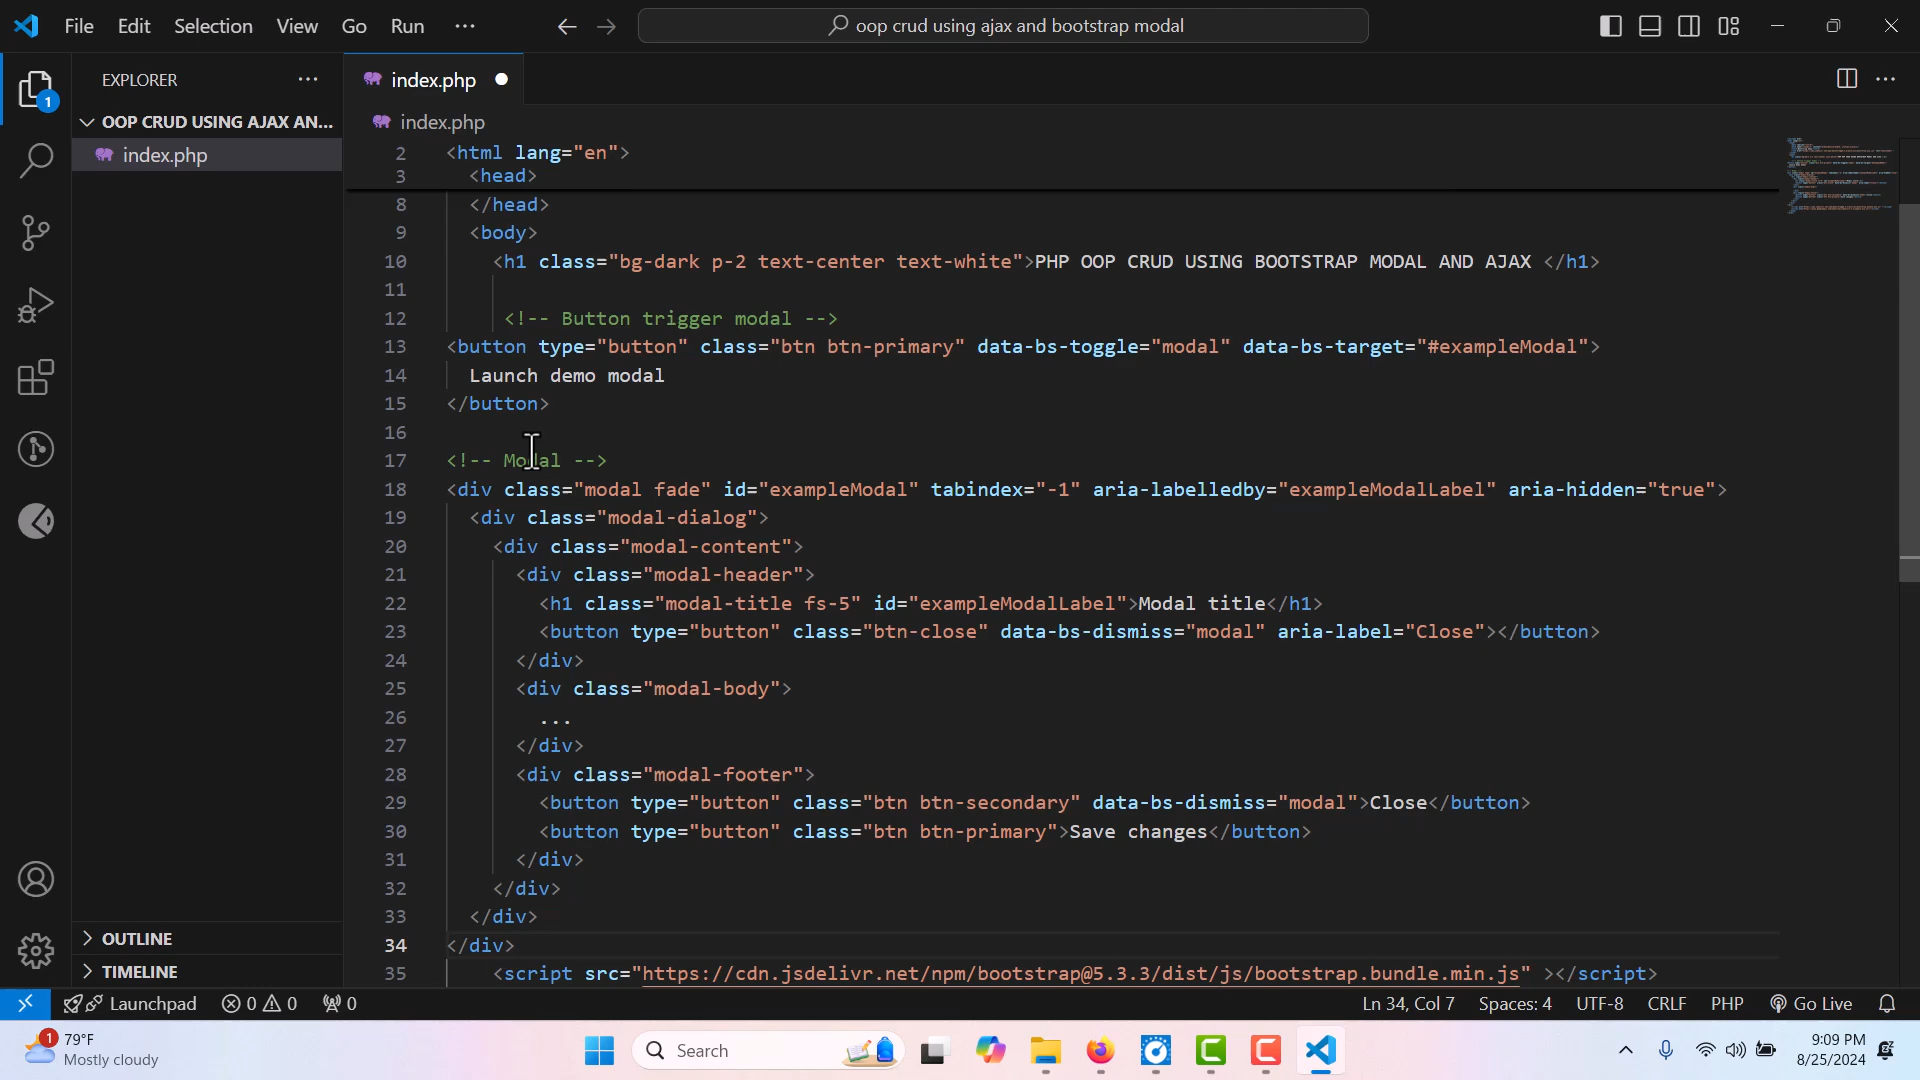 File Edit Selection View Go Run ···
oop crud using ajax and bootstrap modal
EXPLORER
index.php
1
OOP CRUD USING AJAX AN...
index.php
index.php
2 <html lang="en">
3 <head>
8 </head>
9 <body>
10 <h1 class="bg-dark p-2 text-center text-white">PHP OOP CRUD USING BOOTSTRAP MODAL AND AJAX </h1>
11
12 <!-- Button trigger modal -->
13 <button type="button" class="btn btn-primary" data-bs-toggle="modal" data-bs-target="#exampleModal">
14 Launch demo modal
15 </button>
16
17 <!-- Modal -->
18 <div class="modal fade" id="exampleModal" tabindex="-1" aria-labelledby="exampleModalLabel" aria-hidden="true">
19 <div class="modal-dialog">
20 <div class="modal-content">
21 <div class="modal-header">
22 <h1 class="modal-title fs-5" id="exampleModalLabel">Modal title</h1>
23 <button type="button" class="btn-close" data-bs-dismiss="modal" aria-label="Close"></button>
24 </div>
25 <div class="modal-body">
26 ...
27 </div>
28 <div class="modal-footer">
29 <button type="button" class="btn btn-secondary" data-bs-dismiss="modal">Close</button>
30 <button type="button" class="btn btn-primary">Save changes</button>
31 </div>
32 </div>
33 </div>
34 </div>
35 <script src="https://cdn.jsdelivr.net/npm/bootstrap@5.3.3/dist/js/bootstrap.bundle.min.js" ></script>
OUTLINE
TIMELINE
Launchpad 0 0 0
Ln 34, Col 7 Spaces: 4 UTF-8 CRLF PHP Go Live
1
79°F
Mostly cloudy
Search
9:09 PM
8/25/2024